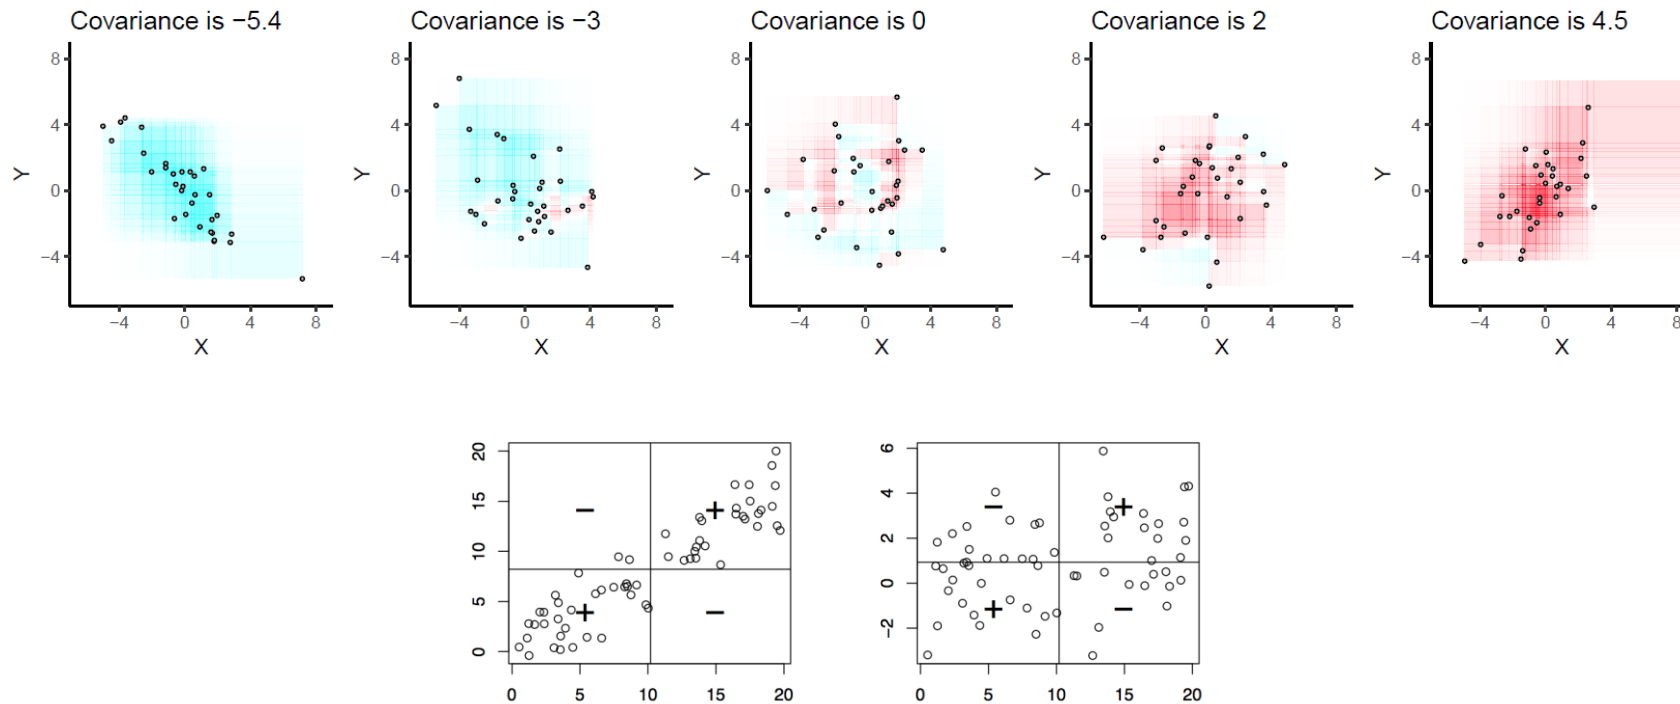 Covariance is −5.4 Covariance is −3 Covariance is 0 Covariance is 2 Covariance is 4.5
8 8 8 8 8
4 4 4 4 4
Y Y Y Y Y
0 0 0 0 0
−4 −4 −4 −4 −4
−4 0 4 8 −4 0 4 8 −4 0 4 8 −4 0 4 8 −4 0 4 8
X X X X X
20 6
15 − + 4 − +
10 2
5 + − 0 + −
0 −2
0 5 10 15 20 0 5 10 15 20